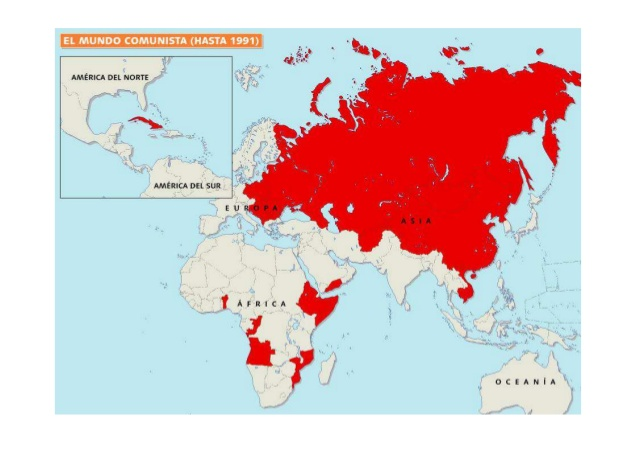 EL MUNDO COMUNISTA (HASTA 1991)
AMÉRICA DEL NORTE
AMÉRICA DEL SUR
EUROPA
ASIA
ÁFRICA
OCEANÍA